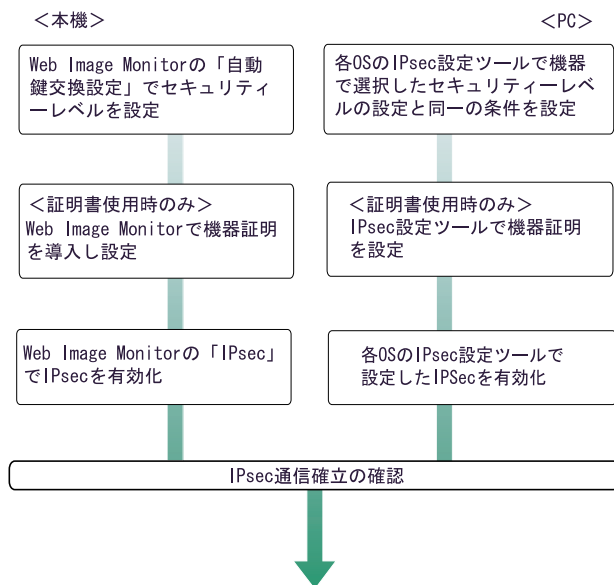 ＜本機＞
＜PC＞
Web Image Monitorの「自動
鍵交換設定」でセキュリティ
ーレベルを設定
各OSのIPsec設定ツールで機器
で選択したセキュリティーレベ
ルの設定と同一の条件を設定
＜証明書使用時のみ＞
Web Image Monitorで機器証明
を導入し設定
＜証明書使用時のみ＞
IPsec設定ツールで機器証明
を設定
Web Image Monitorの「IPsec」
でIPsecを有効化
各OSのIPsec設定ツールで
設定したIPSecを有効化
IPsec通信確立の確認